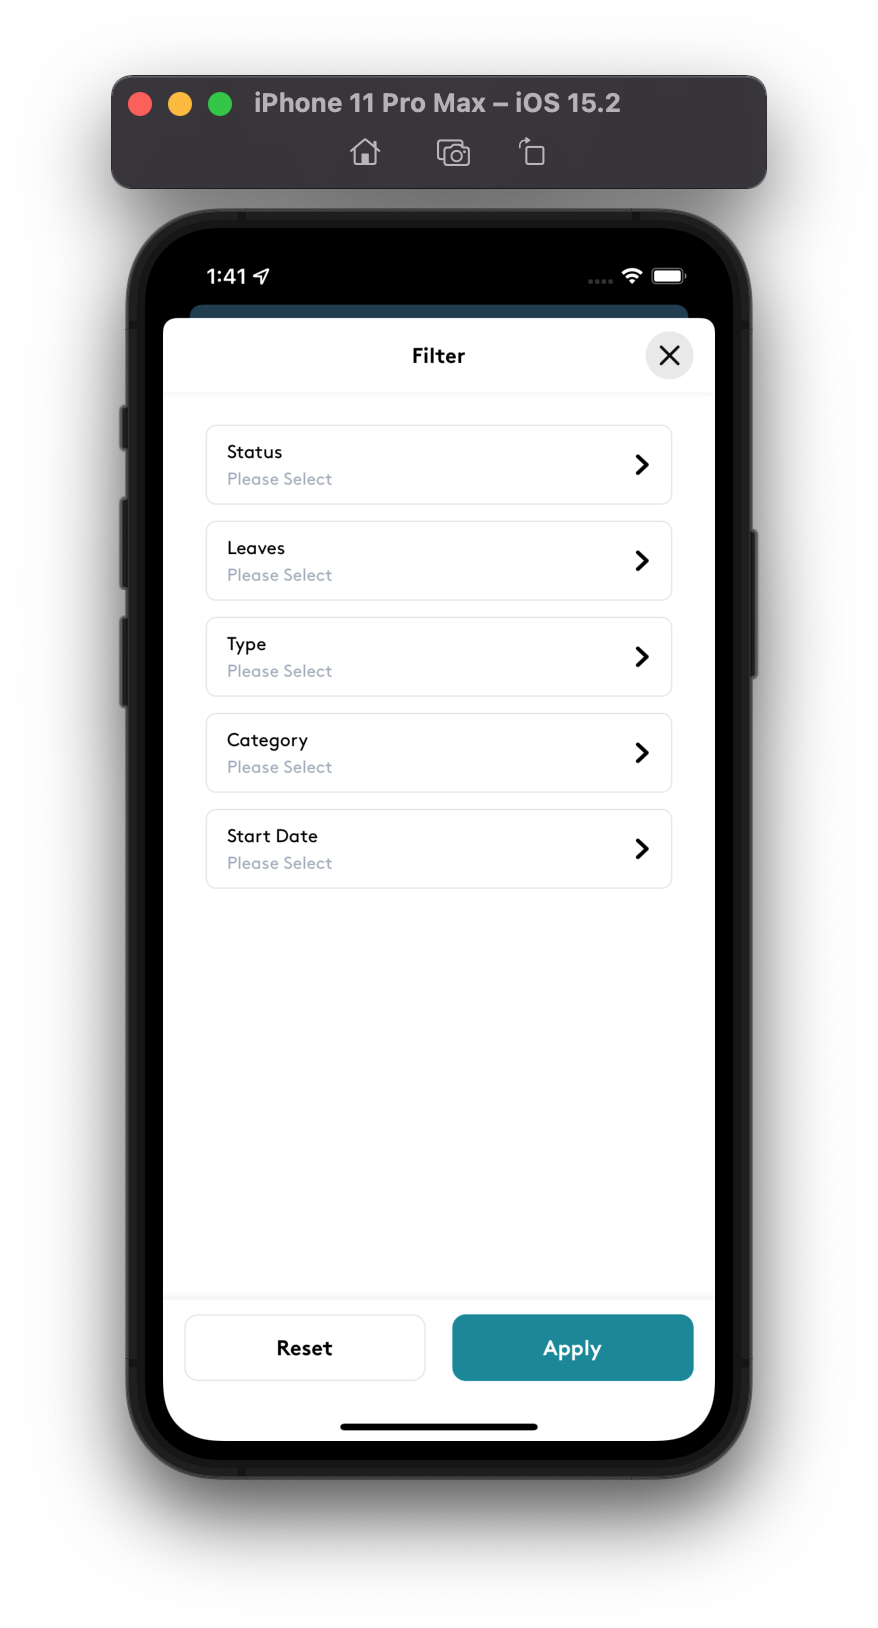 iPhone 11 Pro Max – iOS 15.2
1:41
Filter
Status
Please Select
Leaves
Please Select
Type
Please Select
Category
Please Select
Start Date
Please Select
Reset
Apply